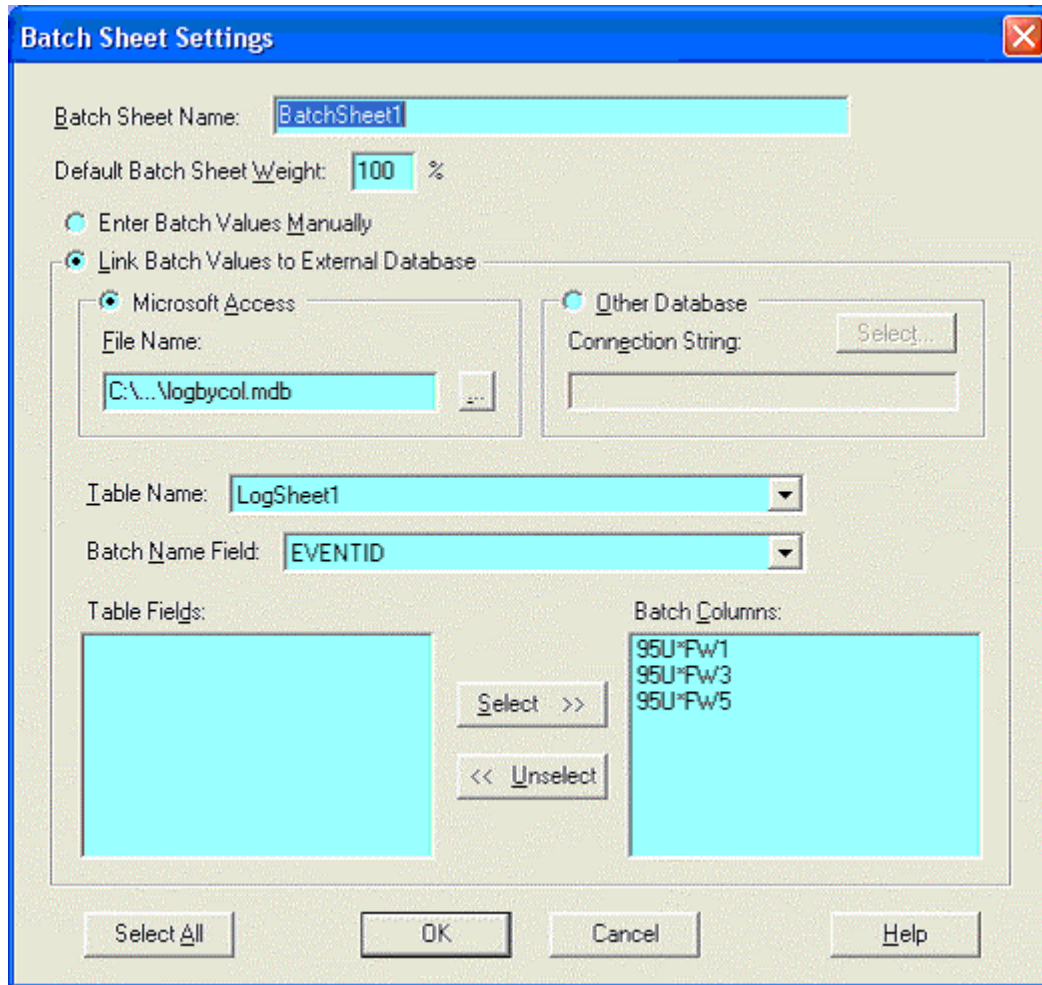 Batch Sheet Settings
Batch Sheet Name: BatchSheet1
Default Batch Sheet Weight: 100 %
Enter Batch Values Manually
Link Batch Values to External Database
Microsoft Access
Other Database
File Name:
Connection String:
Select...
C:\...\logbycol.mdb
...
Table Name: LogSheet1
Batch Name Field: EVENTID
Table Fields:
Batch Columns:
95U*FW1
95U*FW3
95U*FW5
Select >>
<< Unselect
Select All
OK
Cancel
Help